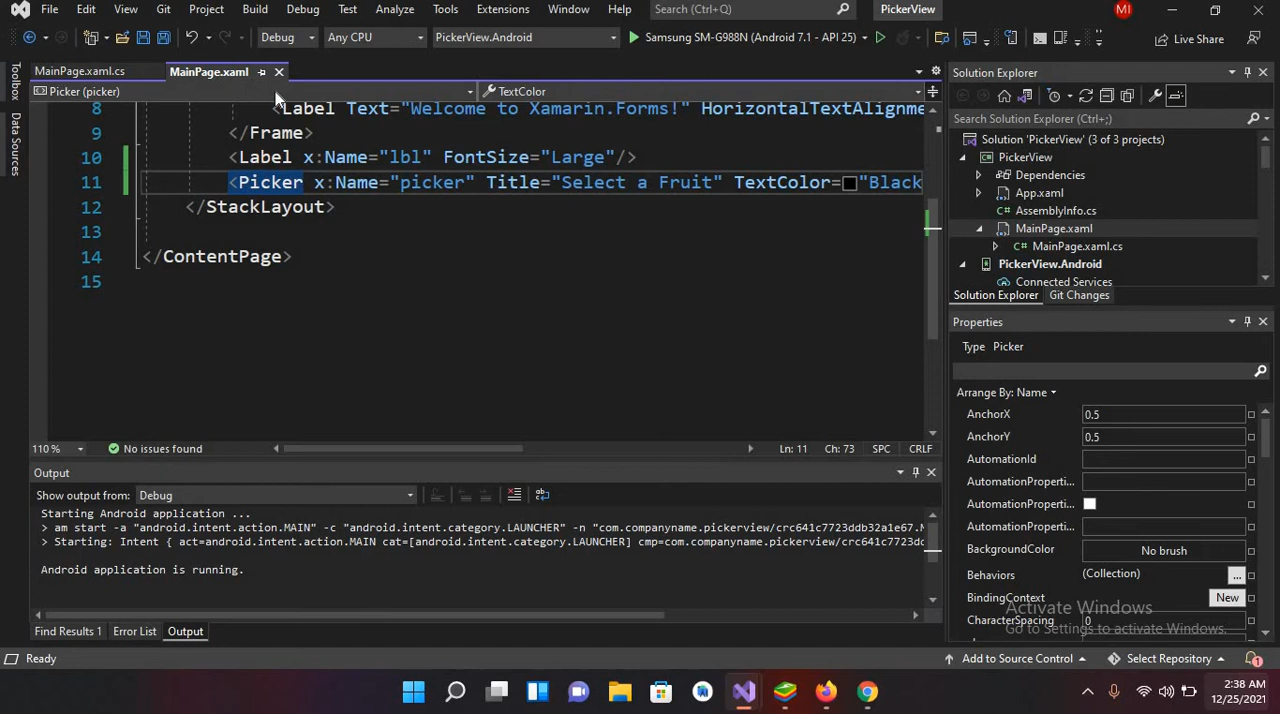 File Edit View Git Project Build Debug Test Analyze Tools Extensions Window Help Search (Ctrl+Q) PickerView MI
Debug Any CPU PickerView.Android Samsung SM-G988N (Android 7.1 - API 25) Live Share
MainPage.xaml.cs MainPage.xaml
Picker (picker) TextColor
8 <Label Text="Welcome to Xamarin.Forms!" HorizontalTextAlignme
9 </Frame>
10 <Label x:Name="lbl" FontSize="Large"/>
11 <Picker x:Name="picker" Title="Select a Fruit" TextColor="Black
12 </StackLayout>
13
14 </ContentPage>
15
110 % No issues found Ln: 11 Ch: 73 SPC CRLF
Output
Show output from: Debug
Starting Android application ...
> am start -a "android.intent.action.MAIN" -c "android.intent.category.LAUNCHER" -n "com.companyname.pickerview/crc641c7723ddb32a1e67.M
> Starting: Intent { act=android.intent.action.MAIN cat=[android.intent.category.LAUNCHER] cmp=com.companyname.pickerview/crc641c7723dd
Android application is running.
Find Results 1 Error List Output
Ready Add to Source Control Select Repository 1
Toolbox
Data Sources
Solution Explorer
Search Solution Explorer (Ctrl+;)
Solution 'PickerView' (3 of 3 projects)
PickerView
Dependencies
App.xaml
AssemblyInfo.cs
MainPage.xaml
MainPage.xaml.cs
PickerView.Android
Connected Services
Solution Explorer Git Changes
Properties
Type Picker
Arrange By: Name
AnchorX 0.5
AnchorY 0.5
AutomationId
AutomationProperti...
AutomationProperti...
AutomationProperti...
BackgroundColor No brush
Behaviors (Collection) ...
BindingContext New
CharacterSpacing 0
Activate Windows
Go to Settings to activate Windows.
2:38 AM
12/25/2021